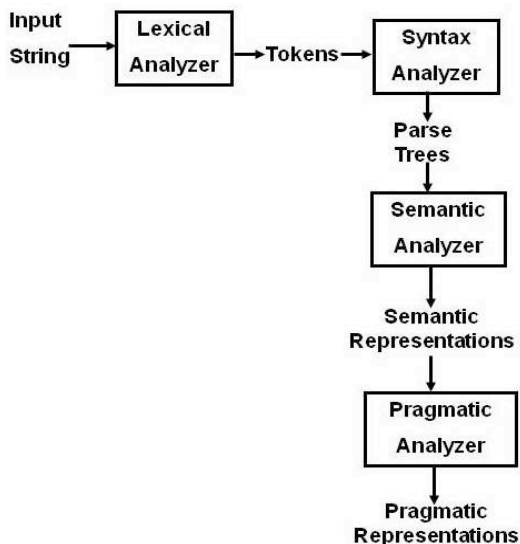 Input
String
Lexical
Analyzer
Tokens
Syntax
Analyzer
Parse
Trees
Semantic
Analyzer
Semantic
Representations
Pragmatic
Analyzer
Pragmatic
Representations